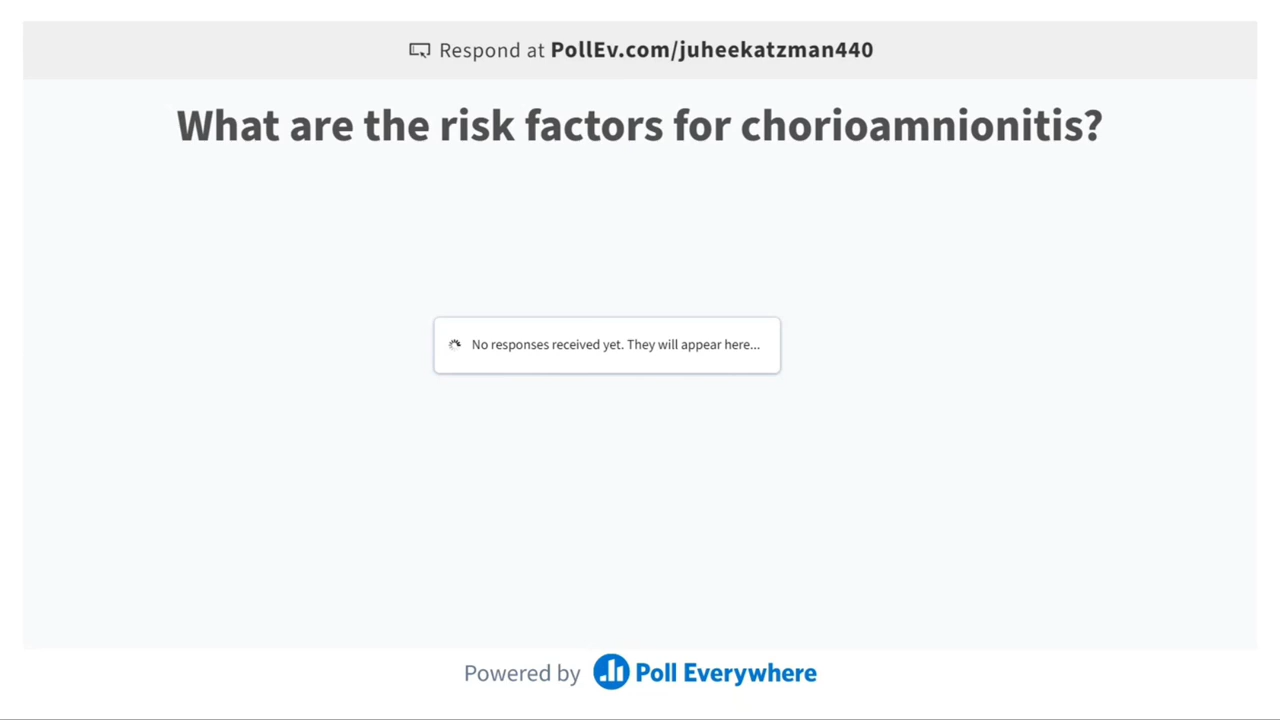 Respond at PollEv.com/juheekatzman440
What are the risk factors for chorioamnionitis?
No responses received yet. They will appear here...
Powered by Poll Everywhere